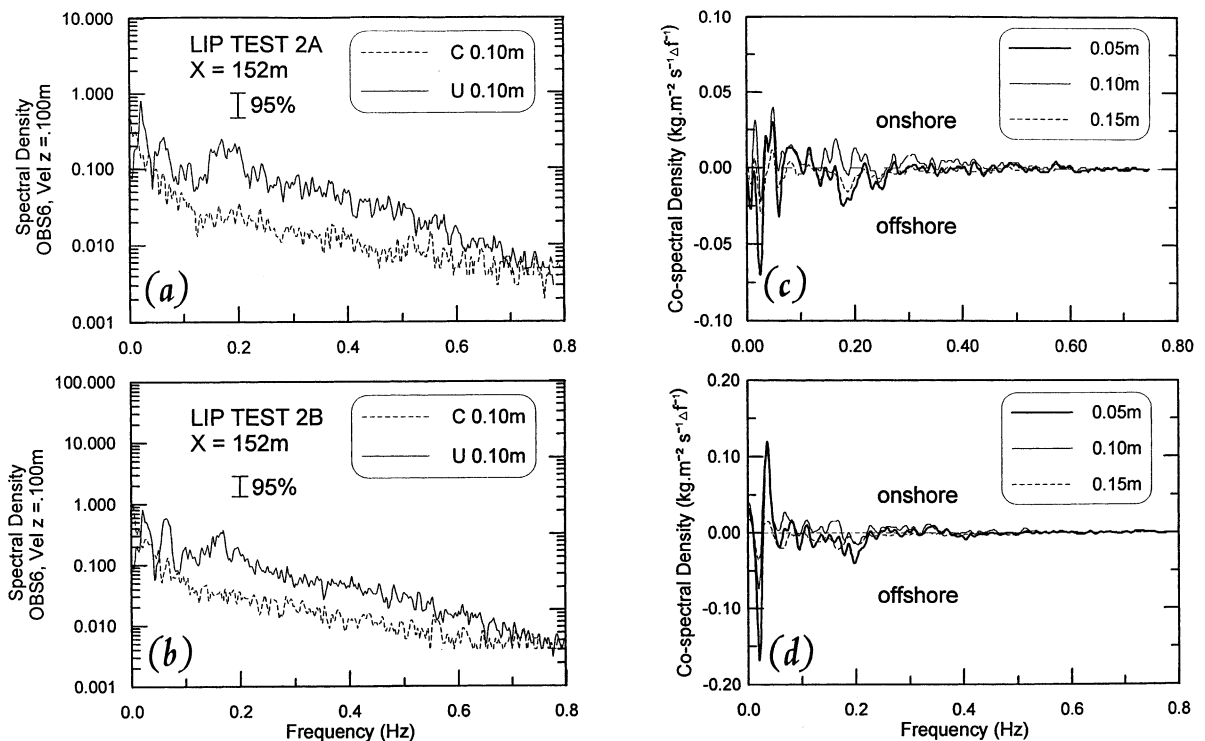 Spectral Density
OBS6, Vel z =.100m
10.000
1.000
0.100
0.010
0.001
LIP TEST 2A
X = 152m
95%
C 0.10m
U 0.10m
(a)
0.0 0.2 0.4 0.6 0.8
Co-spectral Density (kg.m⁻² s⁻¹Δf⁻¹)
0.10
0.05
0.00
-0.05
-0.10
0.05m
0.10m
0.15m
onshore
offshore
(c)
0.00 0.20 0.40 0.60 0.80
Spectral Density
OBS6, Vel z =.100m
100.000
10.000
1.000
0.100
0.010
0.001
LIP TEST 2B
X = 152m
95%
C 0.10m
U 0.10m
(b)
0.0 0.2 0.4 0.6 0.8
Frequency (Hz)
Co-spectral Density (kg.m⁻² s⁻¹Δf⁻¹)
0.20
0.10
0.00
-0.10
-0.20
0.05m
0.10m
0.15m
onshore
offshore
(d)
0.0 0.2 0.4 0.6 0.8
Frequency (Hz)